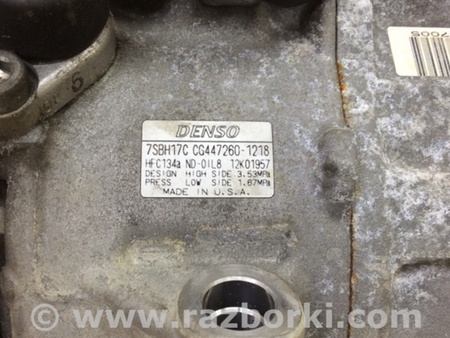 DENSO
7SBH17C CG447260-1218
HFC134a ND-OIL8 12K01957
DESIGN HIGH SIDE 3.53MPa
PRESS LOW SIDE 1.67MPa
MADE IN U.S.A.
© www.razborki.com